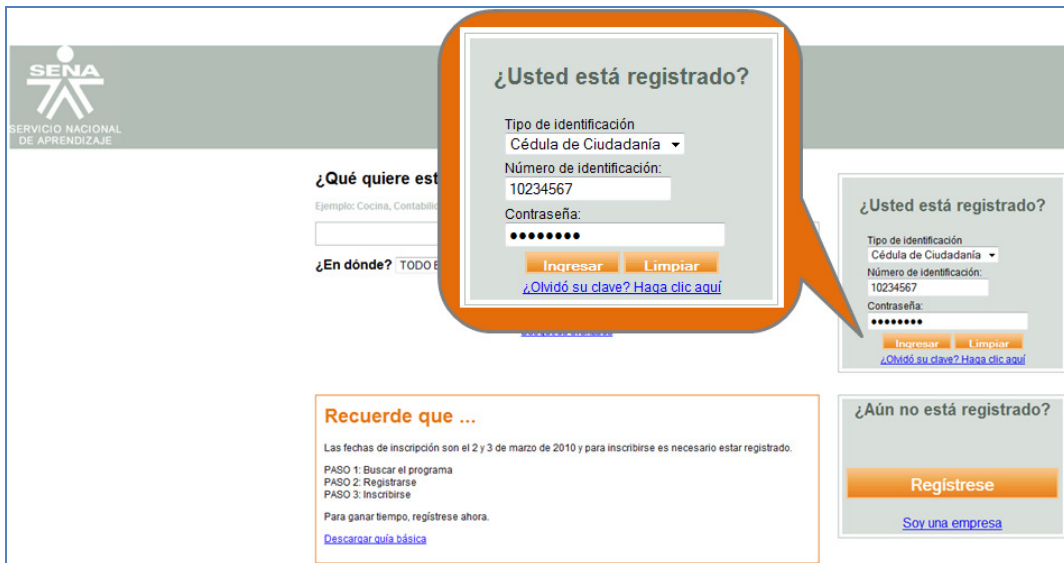 SENA
SERVICIO NACIONAL
DE APRENDIZAJE
¿Usted está registrado?
Tipo de identificación
Cédula de Ciudadanía
Número de identificación:
10234567
Contraseña:
••••••••
Ingresar Limpiar
¿Olvidó su clave? Haga clic aquí
¿Qué quiere
Ejemplo: Cocina,
¿En dónde? TODO
¿Usted está registrado?
Tipo de identificación
Cédula de Ciudadanía
Número de identificación:
10234567
Contraseña:
••••••••
Ingresar Limpiar
¿Olvidó su clave? Haga clic aquí
Recuerde que ...
Las fechas de inscripción son el 2 y 3 de marzo de 2010 y para inscribirse es necesario estar registrado.
PASO 1: Buscar el programa
PASO 2: Registrarse
PASO 3: Inscribirse
Para ganar tiempo, regístrese ahora.
Descargar guía básica
¿Aún no está registrado?
Regístrese
Soy una empresa